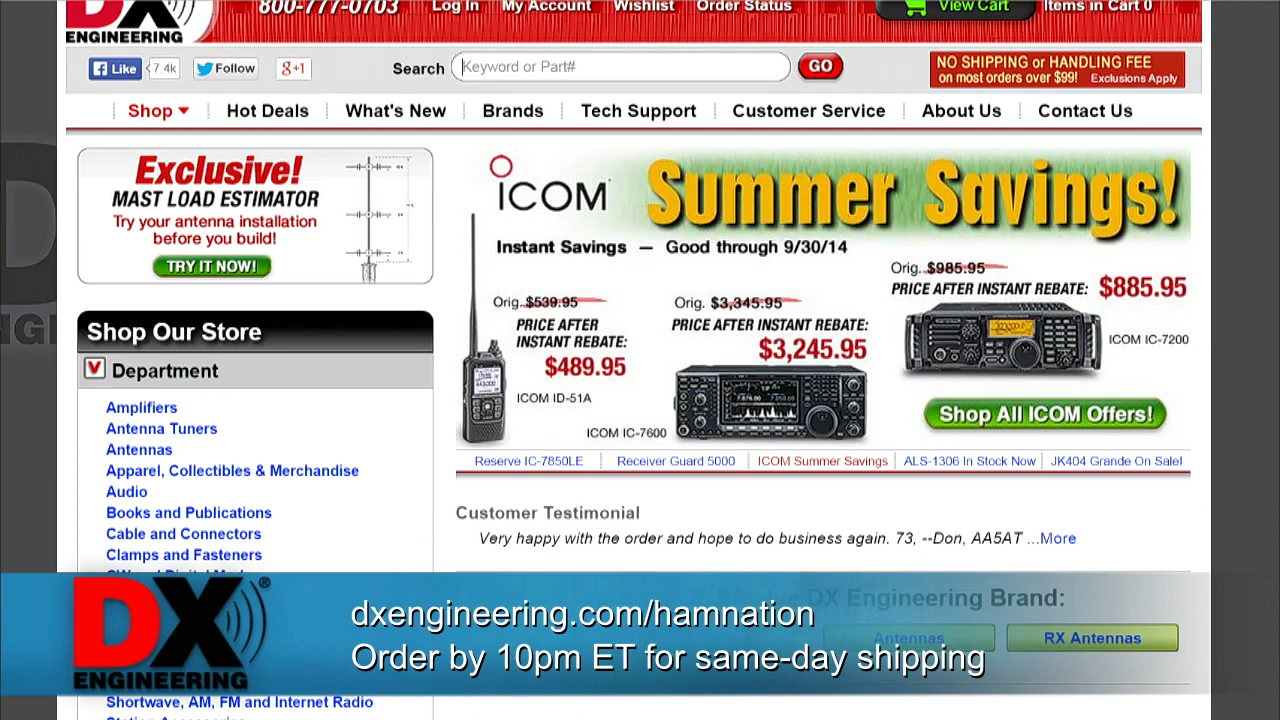 DX
ENGINEERING
800-777-0703
Log In
My Account
Wishlist
Order Status
View Cart
Items in Cart 0
Like
7.4k
Follow
g+1
Search
Keyword or Part#
GO
NO SHIPPING or HANDLING FEE
on most orders over $99! Exclusions Apply
Shop
Hot Deals
What's New
Brands
Tech Support
Customer Service
About Us
Contact Us
Exclusive!
MAST LOAD ESTIMATOR
Try your antenna installation
before you build!
TRY IT NOW!
ICOM
Summer Savings!
Instant Savings — Good through 9/30/14
Orig. $539.95
PRICE AFTER
INSTANT REBATE:
$489.95
ICOM ID-51A
Orig. $3,345.95
PRICE AFTER INSTANT REBATE:
$3,245.95
ICOM IC-7600
Orig. $985.95
PRICE AFTER INSTANT REBATE: $885.95
ICOM IC-7200
Shop All ICOM Offers!
Reserve IC-7850LE
Receiver Guard 5000
ICOM Summer Savings
ALS-1306 In Stock Now
JK404 Grande On Sale!
Shop Our Store
Department
Amplifiers
Antenna Tuners
Antennas
Apparel, Collectibles & Merchandise
Audio
Books and Publications
Cable and Connectors
Clamps and Fasteners
Customer Testimonial
Very happy with the order and hope to do business again. 73, --Don, AA5AT ...More
DX Engineering Brand:
Antennas
RX Antennas
DX®
ENGINEERING
dxengineering.com/hamnation
Order by 10pm ET for same-day shipping
Shortwave, AM, FM and Internet Radio